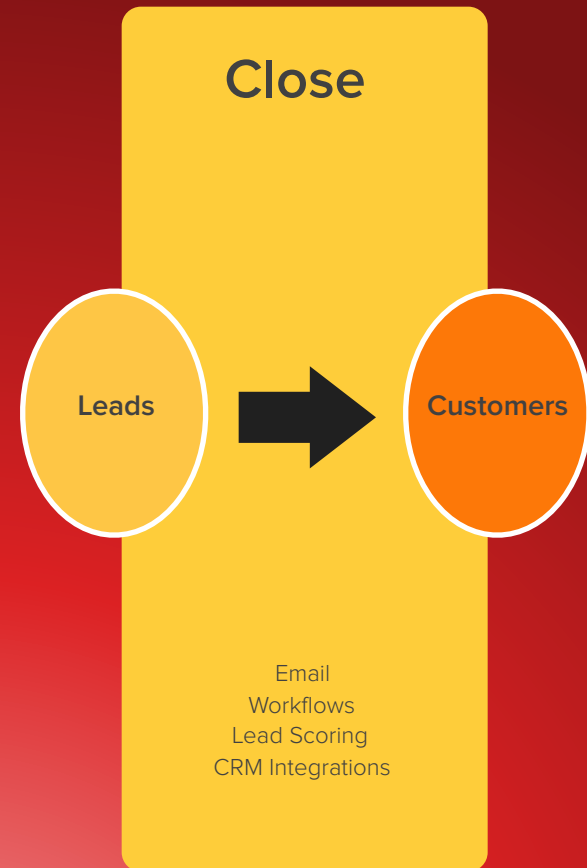 Close
Leads
Customers
Email
Workflows
Lead Scoring
CRM Integrations